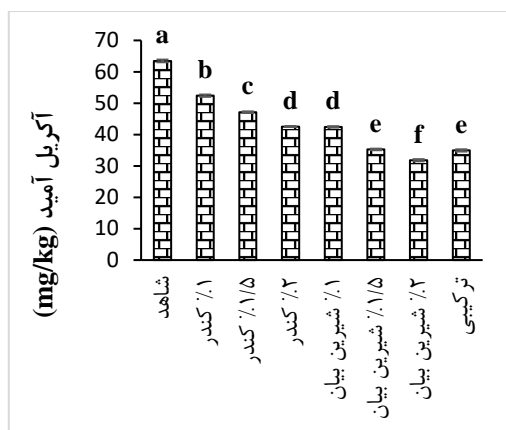 آکریل آمید (mg/kg)
70
60
50
40
30
20
10
0
a
b
c
d
d
e
f
e
شاهد
۱٪ کندر
۱/۵٪ کندر
۲٪ کندر
۱٪ شیرین بیان
۱/۵٪ شیرین بیان
۲٪ شیرین بیان
ترکیبی